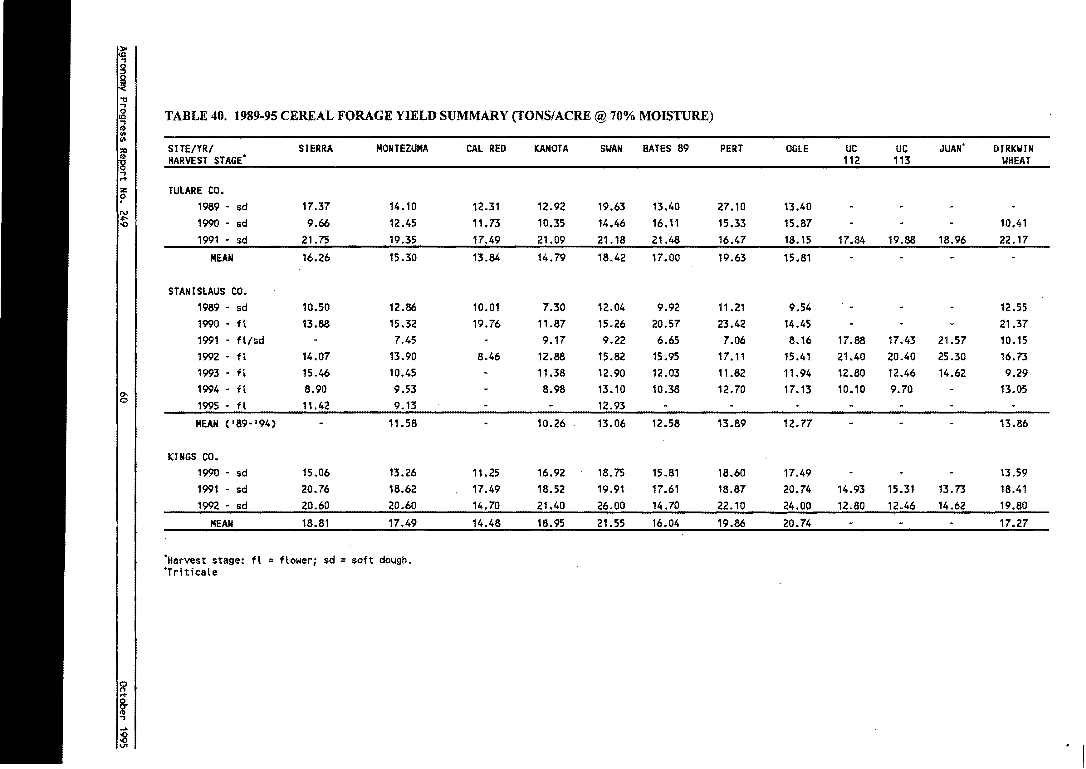 Agronomy Progress Report No. 249
60
October 1995
TABLE 40. 1989-95 CEREAL FORAGE YIELD SUMMARY (TONS/ACRE @ 70% MOISTURE)
SITE/YR/ SIERRA MONTEZUMA CAL RED KANOTA SWAN BATES 89 PERT OGLE UC UC JUAN⁺ DIRKWIN
HARVEST STAGE* 112 113 WHEAT
TULARE CO.
1989 - sd 17.37 14.10 12.31 12.92 19.63 13.40 27.10 13.40 - - - -
1990 - sd 9.66 12.45 11.73 10.35 14.46 16.11 15.33 15.87 - - - 10.41
1991 - sd 21.75 19.35 17.49 21.09 21.18 21.48 16.47 18.15 17.84 19.88 18.96 22.17
MEAN 16.26 15.30 13.84 14.79 18.42 17.00 19.63 15.81 - - - -
STANISLAUS CO.
1989 - sd 10.50 12.86 10.01 7.30 12.04 9.92 11.21 9.54 - - - 12.55
1990 - fl 13.88 15.32 19.76 11.87 15.26 20.57 23.42 14.45 - - - 21.37
1991 - fl/sd - 7.45 - 9.17 9.22 6.65 7.06 8.16 17.88 17.43 21.57 10.15
1992 - fl 14.07 13.90 8.46 12.88 15.82 15.95 17.11 15.41 21.40 20.40 25.30 16.73
1993 - fl 15.46 10.45 - 11.38 12.90 12.03 11.82 11.94 12.80 12.46 14.62 9.29
1994 - fl 8.90 9.53 - 8.98 13.10 10.38 12.70 17.13 10.10 9.70 - 13.05
1995 - fl 11.42 9.13 - - 12.93 - - - - - - -
MEAN ('89-'94) - 11.58 - 10.26 13.06 12.58 13.89 12.77 - - - 13.86
KINGS CO.
1990 - sd 15.06 13.26 11.25 16.92 18.75 15.81 18.60 17.49 - - - 13.59
1991 - sd 20.76 18.62 17.49 18.52 19.91 17.61 18.87 20.74 14.93 15.31 13.73 18.41
1992 - sd 20.60 20.60 14.70 21.40 26.00 14.70 22.10 24.00 12.80 12.46 14.62 19.80
MEAN 18.81 17.49 14.48 18.95 21.55 16.04 19.86 20.74 - - - 17.27
*Harvest stage: fl = flower; sd = soft dough.
⁺Triticale